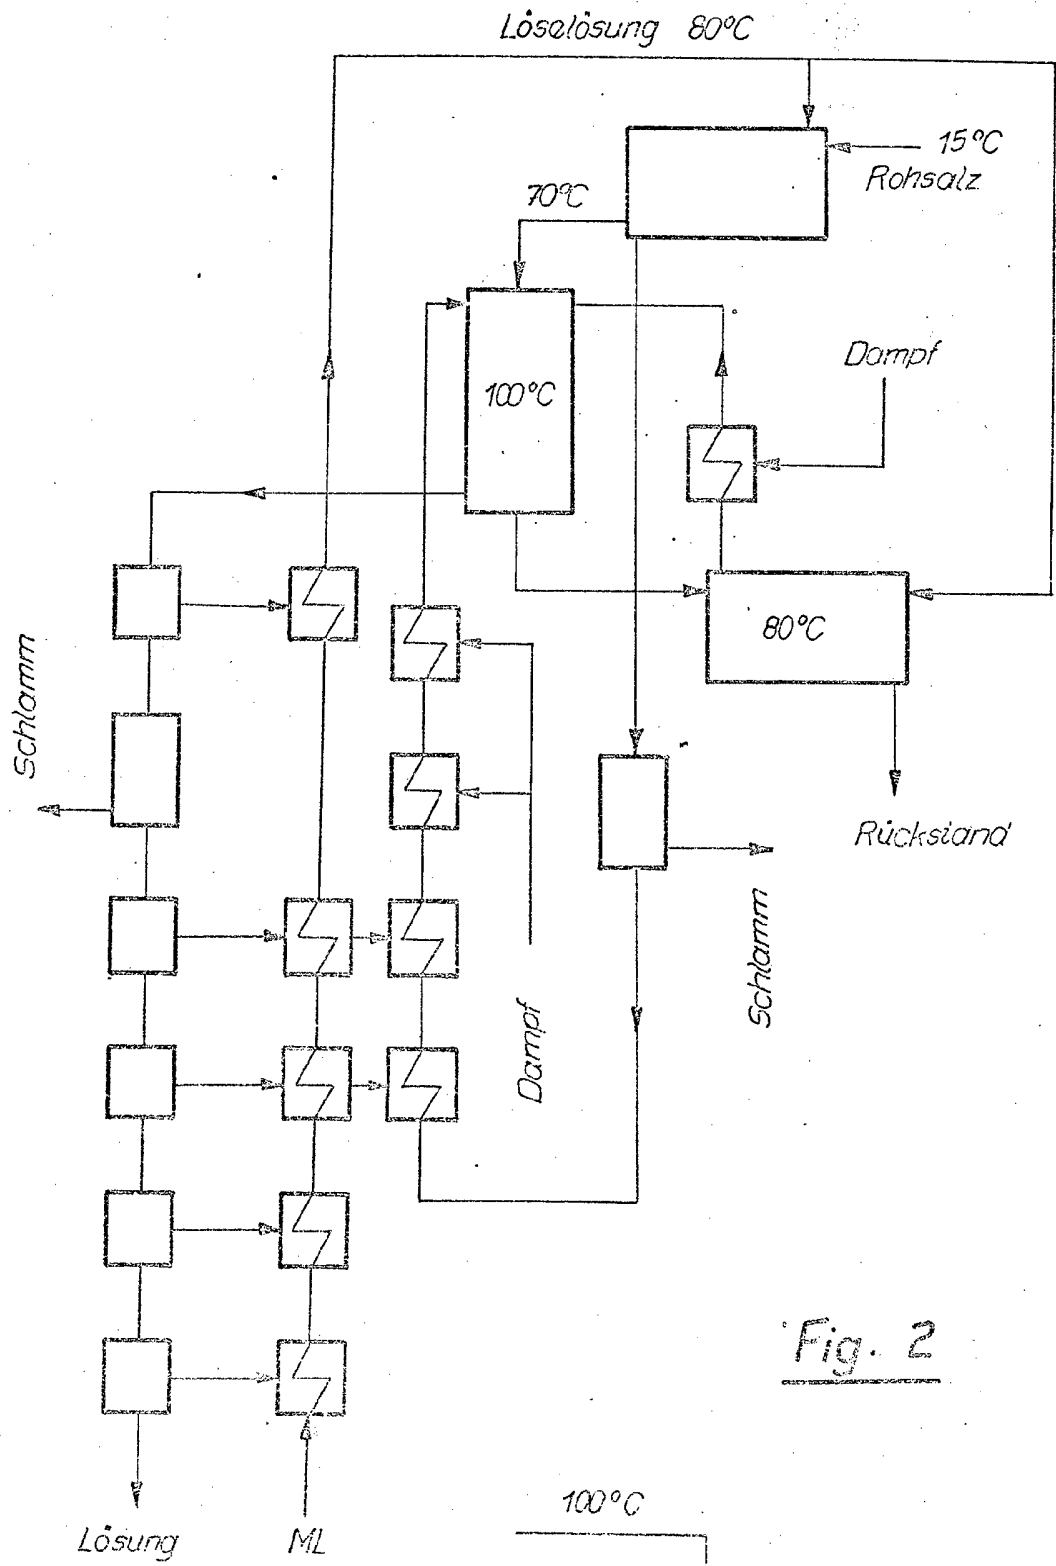 Löselösung 80°C
15°C
Rohsalz
70°C
Dampf
100°C
80°C
Schlamm
Rückstand
Schlamm
Dampf
Fig. 2
100°C
Lösung
ML